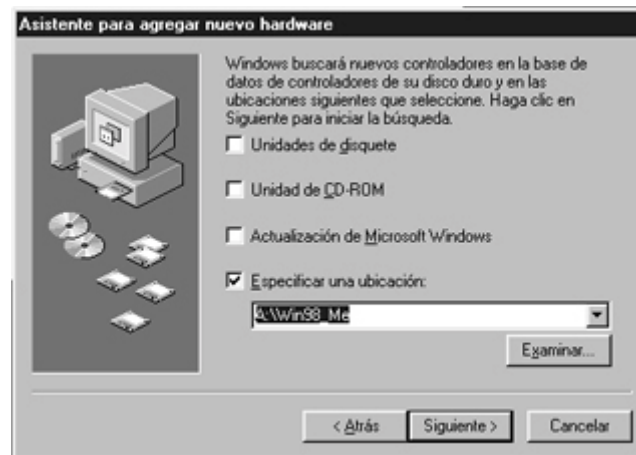 Asistente para agregar nuevo hardware
Windows buscará nuevos controladores en la base de
datos de controladores de su disco duro y en las
ubicaciones siguientes que seleccione. Haga clic en
Siguiente para iniciar la búsqueda.
Unidades de disquete
Unidad de CD-ROM
Actualización de Microsoft Windows
Especificar una ubicación:
A:\Win98_Me
Examinar...
< Atrás
Siguiente >
Cancelar